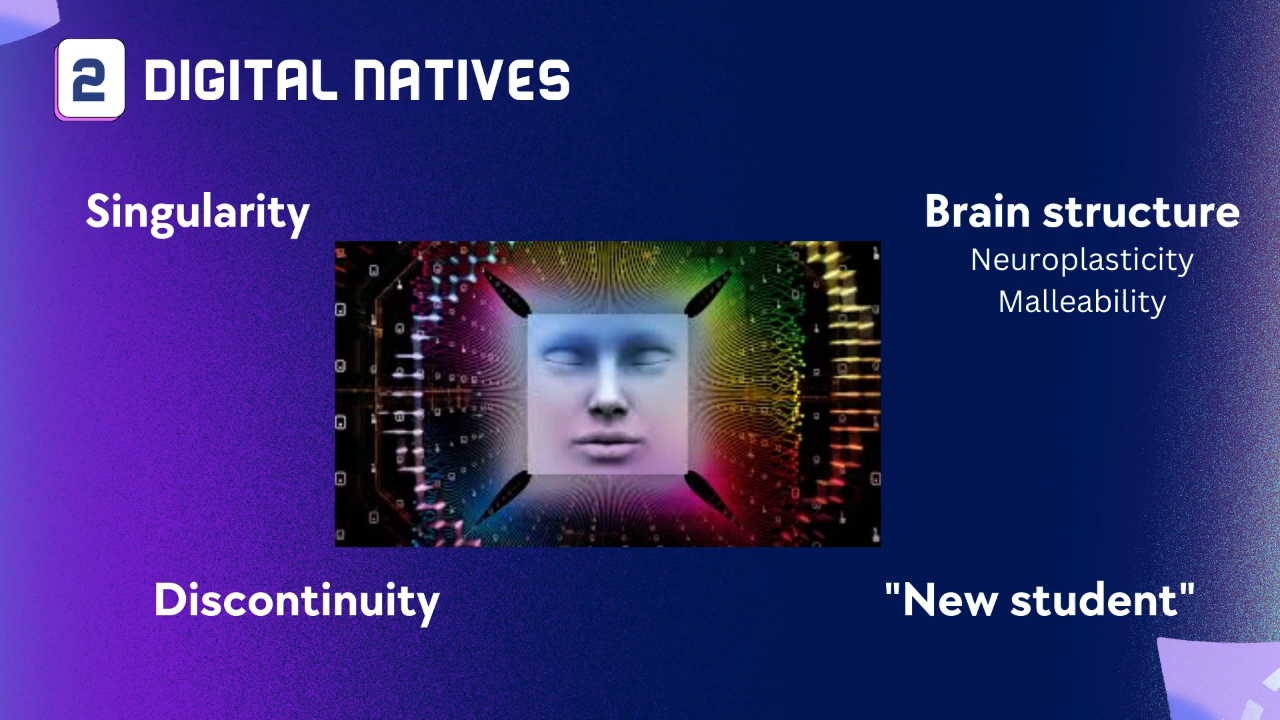 2 DIGITAL NATIVES
Singularity
Brain structure
Neuroplasticity
Malleability
Discontinuity
"New student"